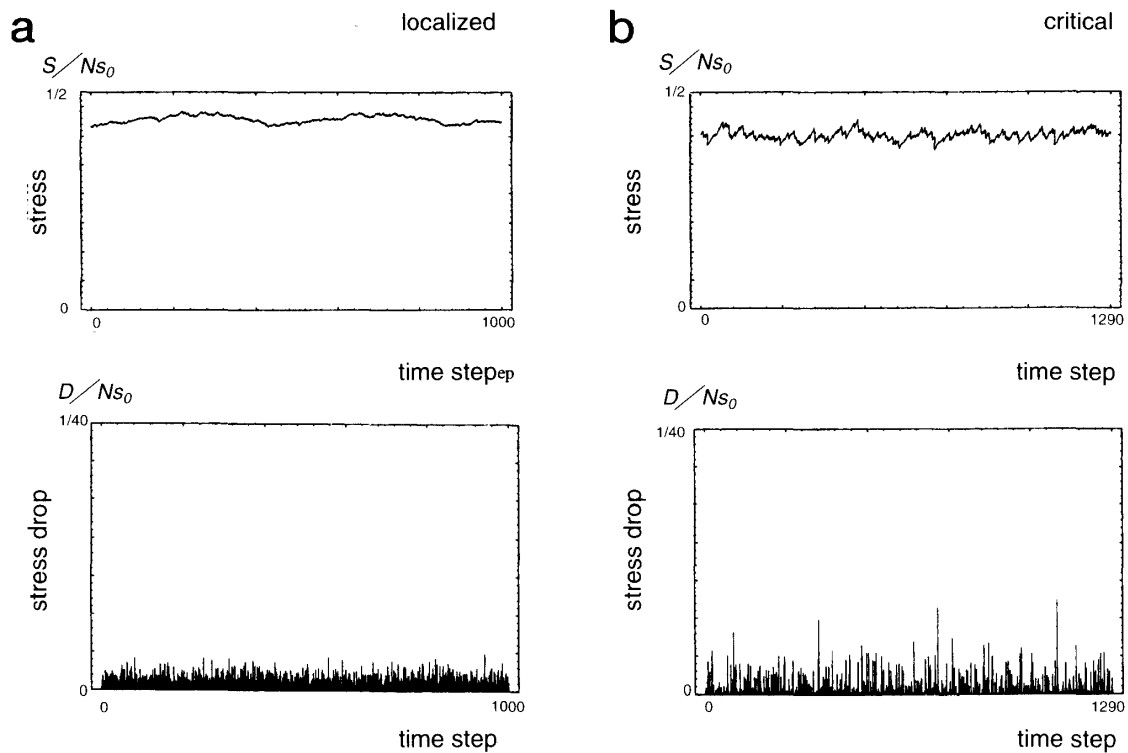 a
localized
S/Ns₀
1/2
stress
0
0
1000
time stepep
D/Ns₀
1/40
stress drop
0
0
1000
time step
b
critical
S/Ns₀
1/2
stress
0
0
1290
time step
D/Ns₀
1/40
stress drop
0
0
1290
time step